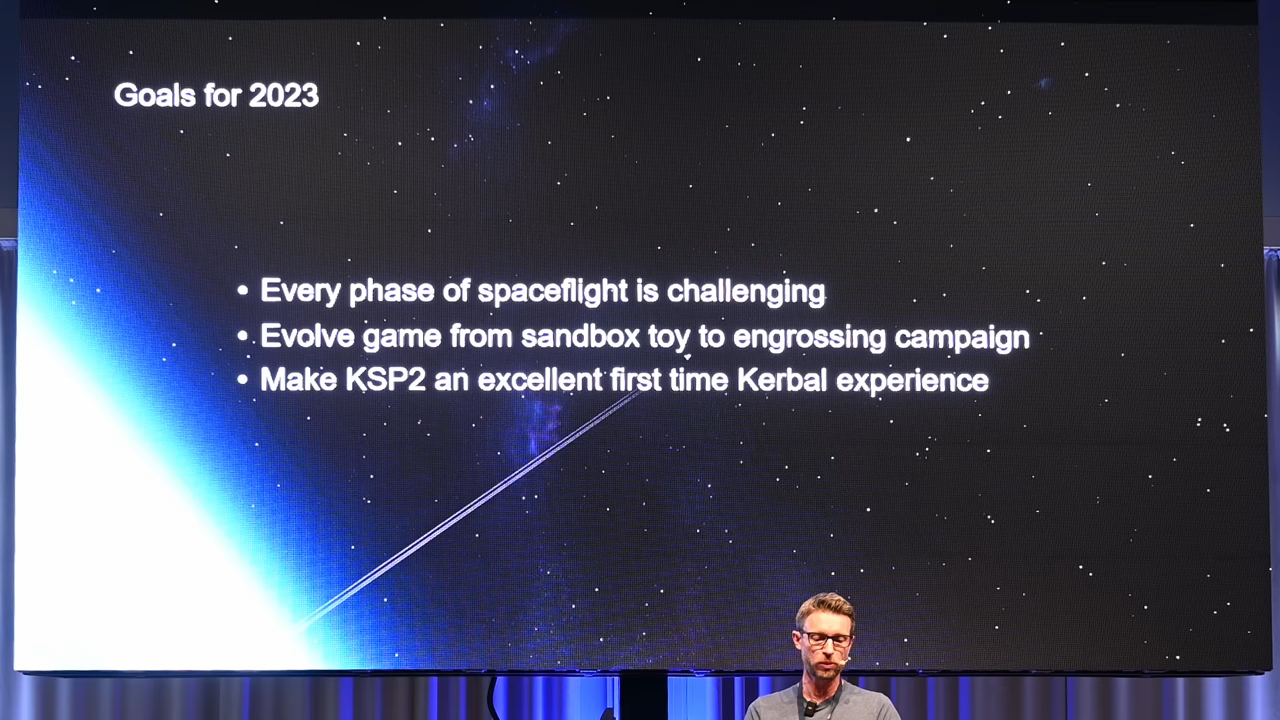 Goals for 2023
• Every phase of spaceflight is challenging
• Evolve game from sandbox toy to engrossing campaign
• Make KSP2 an excellent first time Kerbal experience